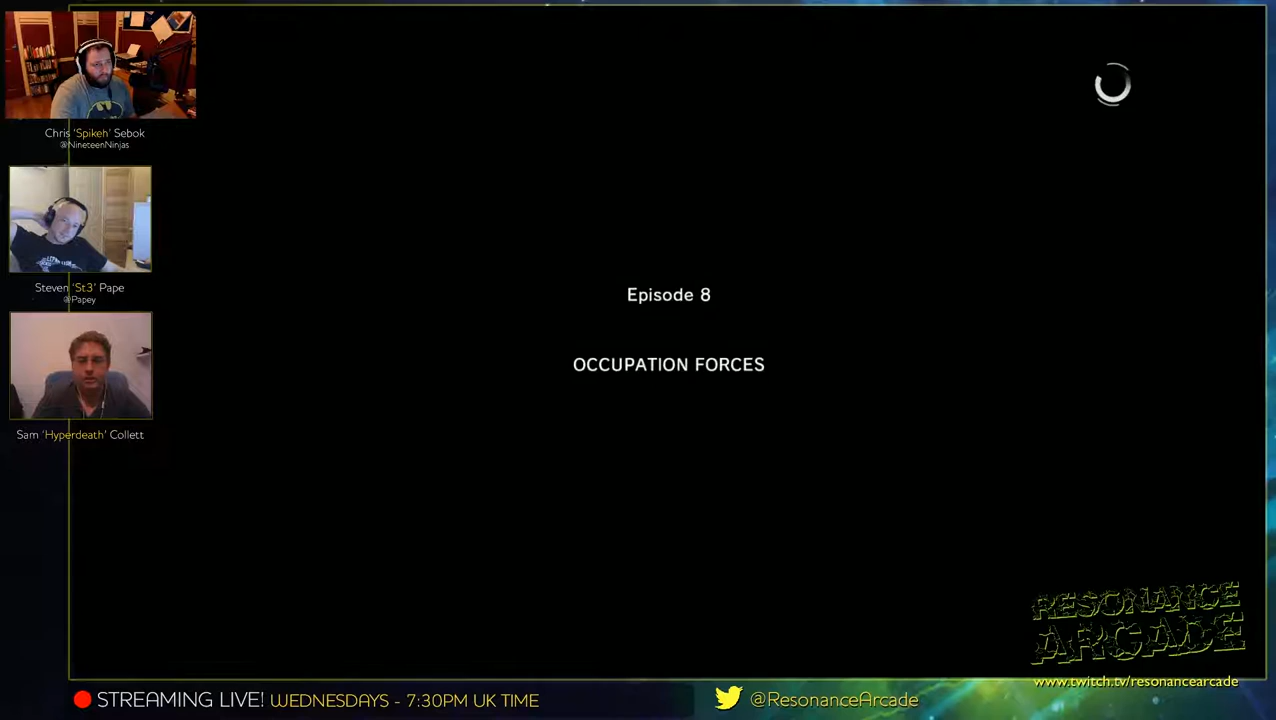 Chris 'Spikeh' Sebok
@NineteenNinjas
Steven 'St3' Pape
@Papey
Sam 'Hyperdeath' Collett
Episode 8
OCCUPATION FORCES
RESONANCE
ARCADE
www.twitch.tv/resonancearcade
STREAMING LIVE! WEDNESDAYS - 7:30PM UK TIME
@ResonanceArcade